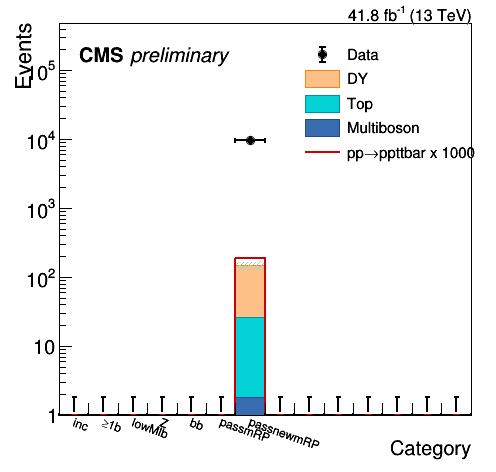 41.8 fb⁻¹ (13 TeV)
Events
CMS preliminary
Data
DY
Top
Multiboson
pp→ppttbar x 1000
10⁵
10⁴
10³
10²
10
1
inc
≥1b
lowMlb
Z
bb
passmRP
passnewmRP
Category